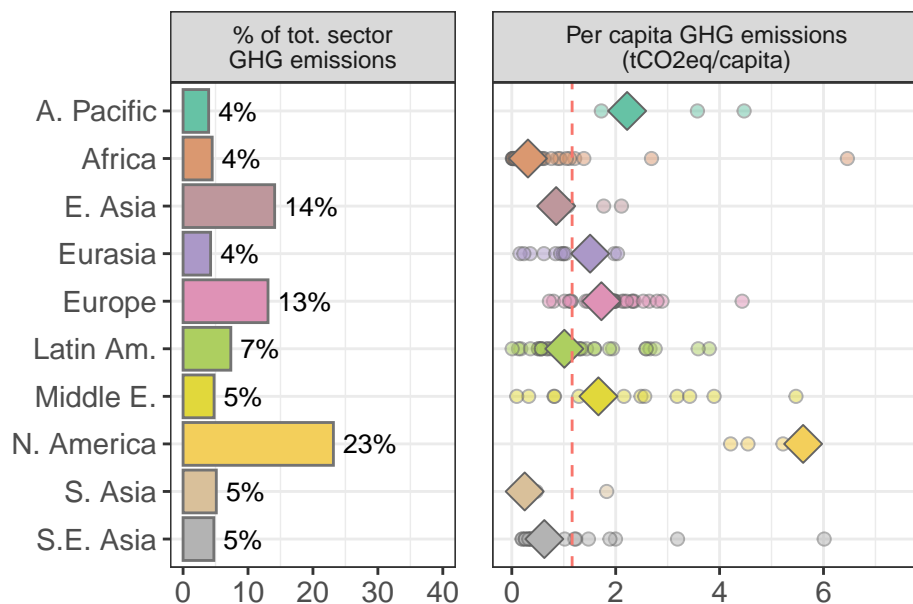 % of tot. sector
GHG emissions
Per capita GHG emissions
(tCO2eq/capita)
A. Pacific
4%
Africa
4%
E. Asia
14%
Eurasia
4%
Europe
13%
Latin Am.
7%
Middle E.
5%
N. America
23%
S. Asia
5%
S.E. Asia
5%
0 10 20 30 40
0 2 4 6